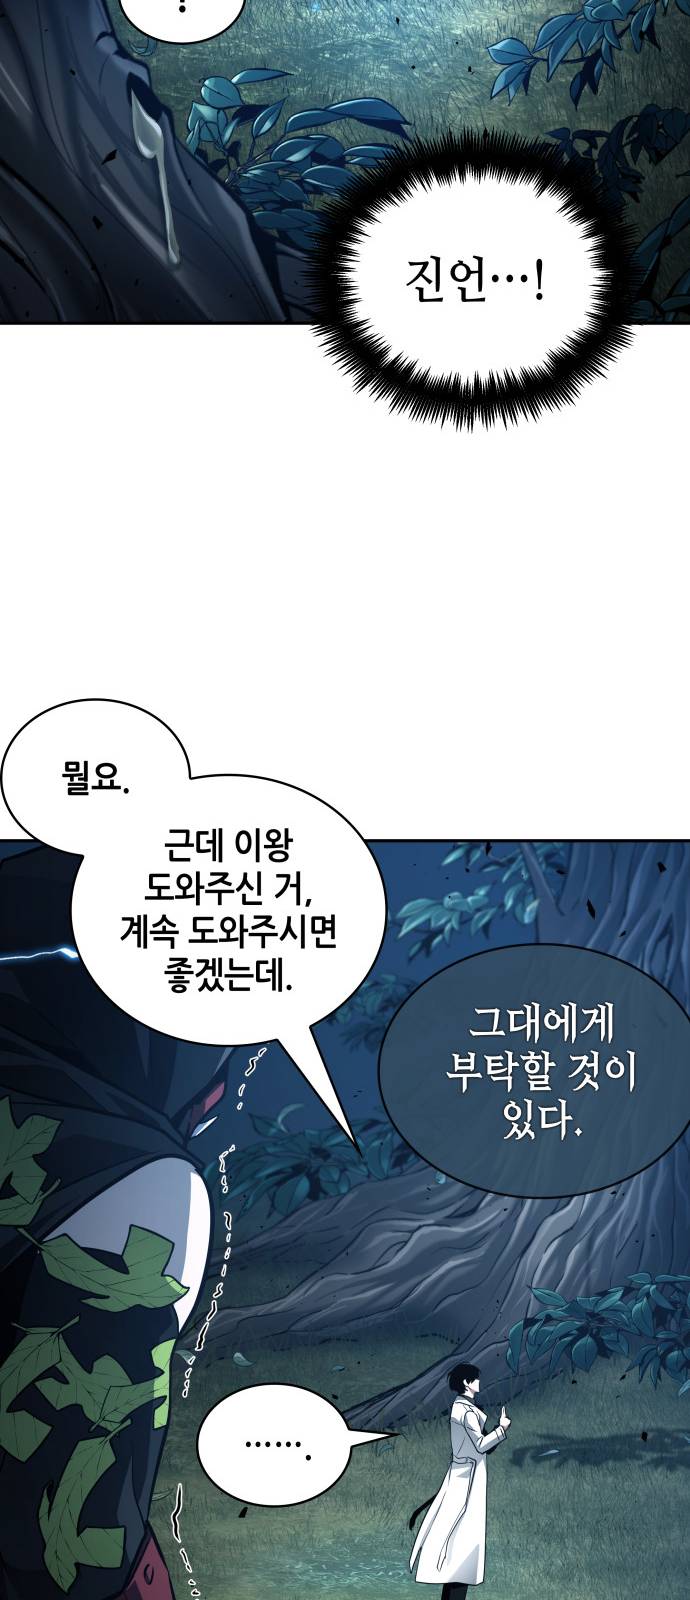 ?
진언…!
뭘요.
근데 이왕
도와주신 거,
계속 도와주시면
좋겠는데.
그대에게
부탁할 것이
있다.
…….